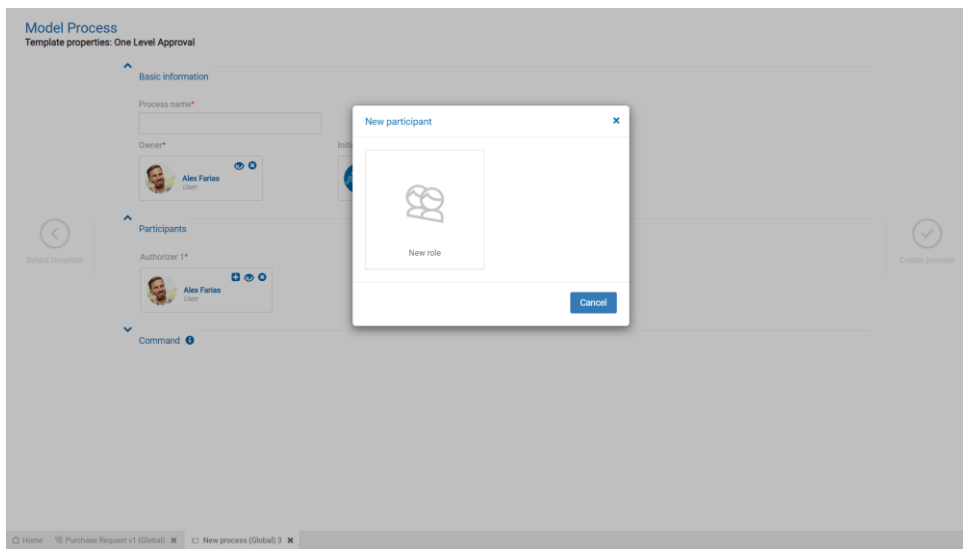 Model Process
Template properties: One Level Approval
Basic information
Process name*
Owner*
Alex Farias
User
Participants
Authorizer 1*
Alex Farias
User
Command
New participant
New role
Cancel
Select template
Create process
Home Purchase Request v1 (Global) New process (Global) 3